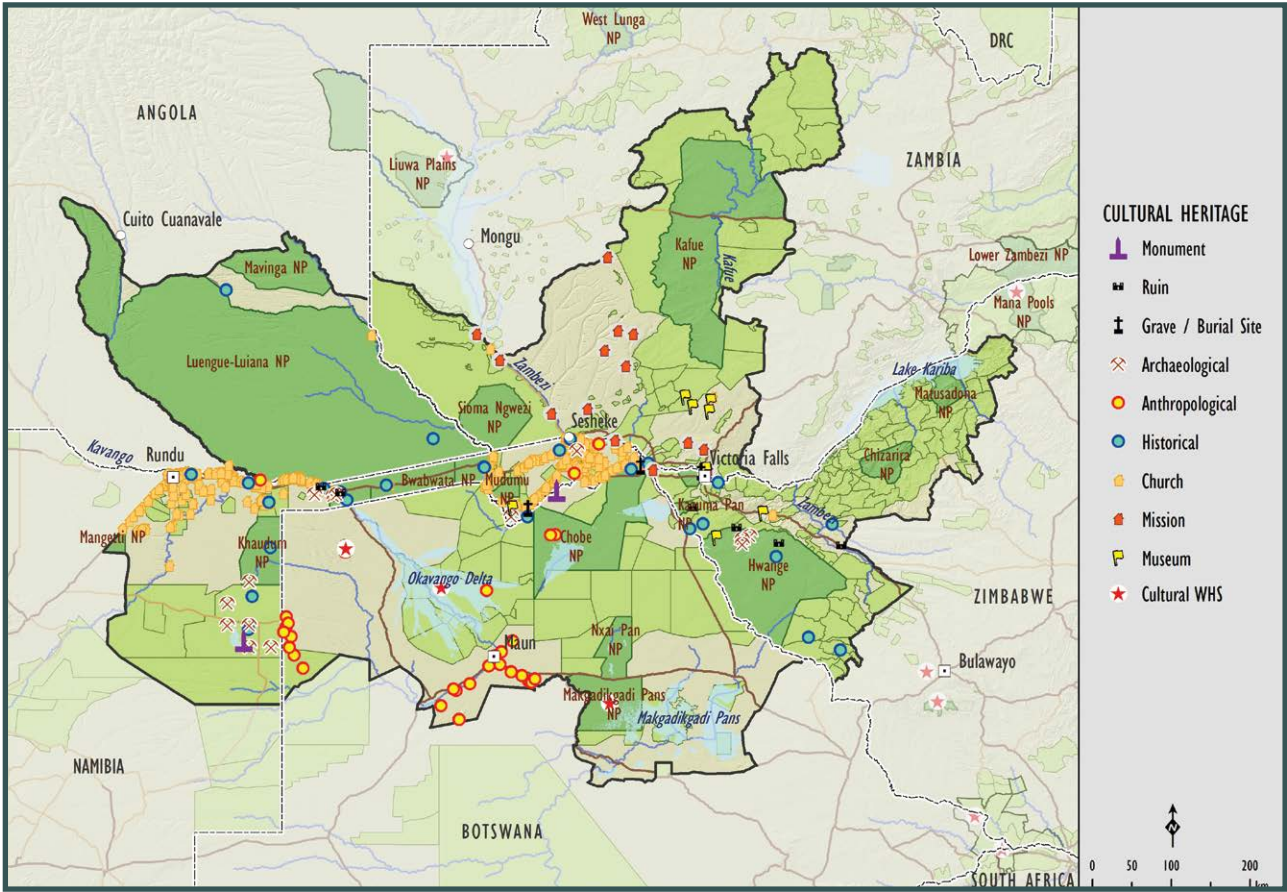 West Lunga
NP
DRC
ANGOLA
ZAMBIA
Liuwa Plains
NP
Cuito Cuanavale
Mongu
Kafue
NP
Kafue
Lower Zambezi NP
Mana Pools
NP
Mavinga NP
Luengue-Luiana NP
Zambezi
Lake Kariba
Matusadona
NP
Sioma Ngwezi
NP
Sesheke
Chizarira
NP
Kavango
Rundu
Victoria Falls
Bwabwata NP
Mudumu
NP
Kazuma Pan
NP
Zambezi
Mangetti NP
Khaudum
NP
Chobe
NP
Hwange
NP
Okavango Delta
ZIMBABWE
Nxai Pan
NP
Maun
Bulawayo
Makgadikgadi Pans
NP
Makgadikgadi Pans
NAMIBIA
BOTSWANA
SOUTH AFRICA
CULTURAL HERITAGE
Monument
Ruin
Grave / Burial Site
Archaeological
Anthropological
Historical
Church
Mission
Museum
Cultural WHS
N
0 50 100 200
km